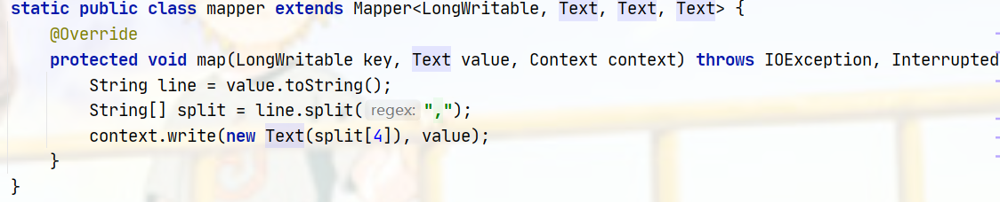 static public class mapper extends Mapper<LongWritable, Text, Text, Text> {
@Override
protected void map(LongWritable key, Text value, Context context) throws IOException, Interrupted
String line = value.toString();
String[] split = line.split( regex: ",");
context.write(new Text(split[4]), value);
}
}